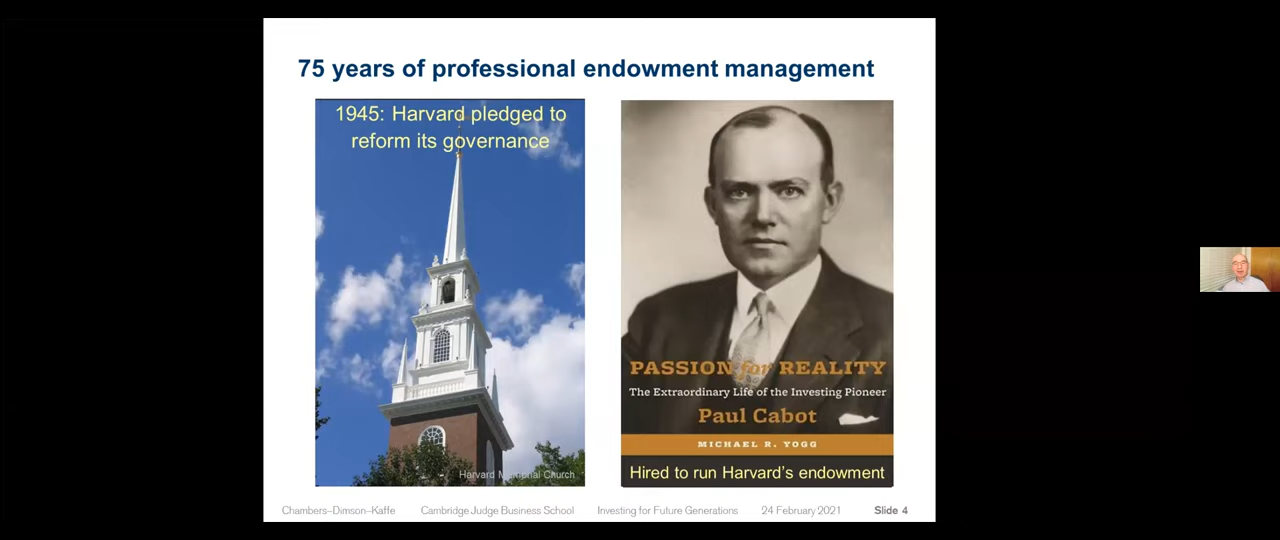 75 years of professional endowment management
1945: Harvard pledged to
reform its governance
Harvard Memorial Church
PASSION for REALITY
The Extraordinary Life of the Investing Pioneer
Paul Cabot
MICHAEL R. YOGG
Hired to run Harvard's endowment
Chambers–Dimson–Kaffe Cambridge Judge Business School Investing for Future Generations 24 February 2021 Slide 4